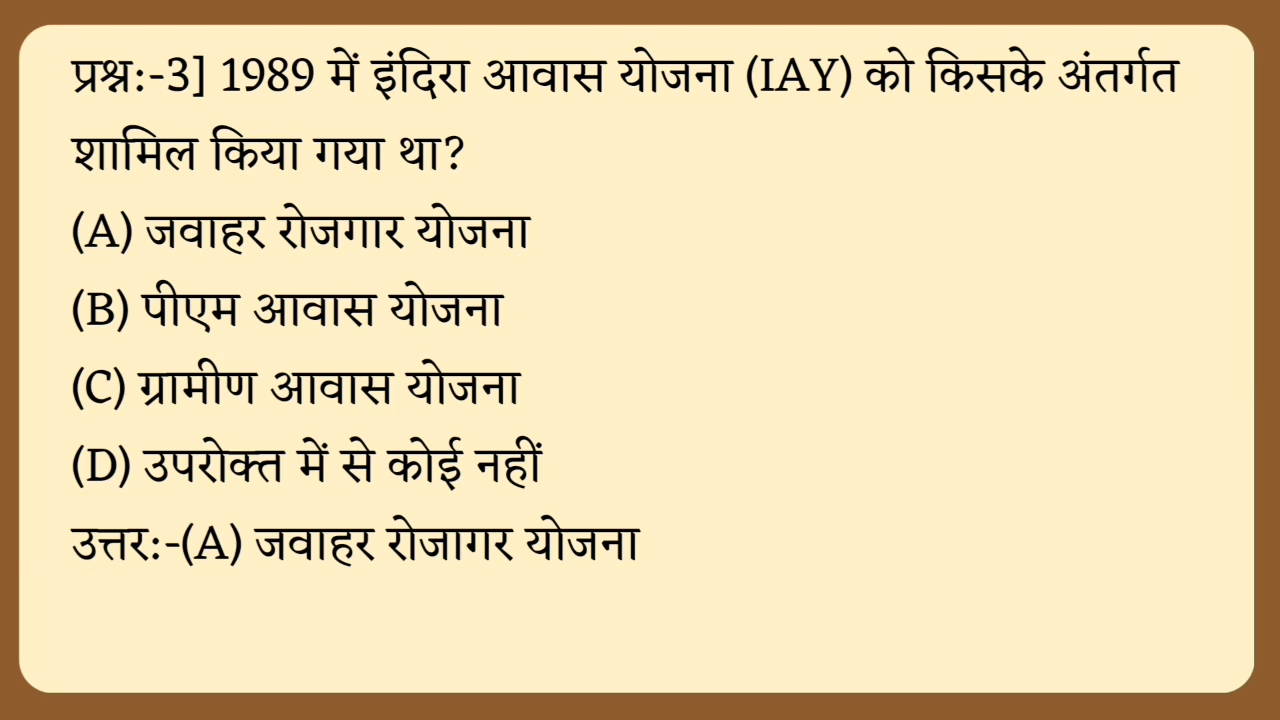 प्रश्न:-3] 1989 में इंदिरा आवास योजना (IAY) को किसके अंतर्गत
शामिल किया गया था?
(A) जवाहर रोजगार योजना
(B) पीएम आवास योजना
(C) ग्रामीण आवास योजना
(D) उपरोक्त में से कोई नहीं
उत्तर:-(A) जवाहर रोजागर योजना